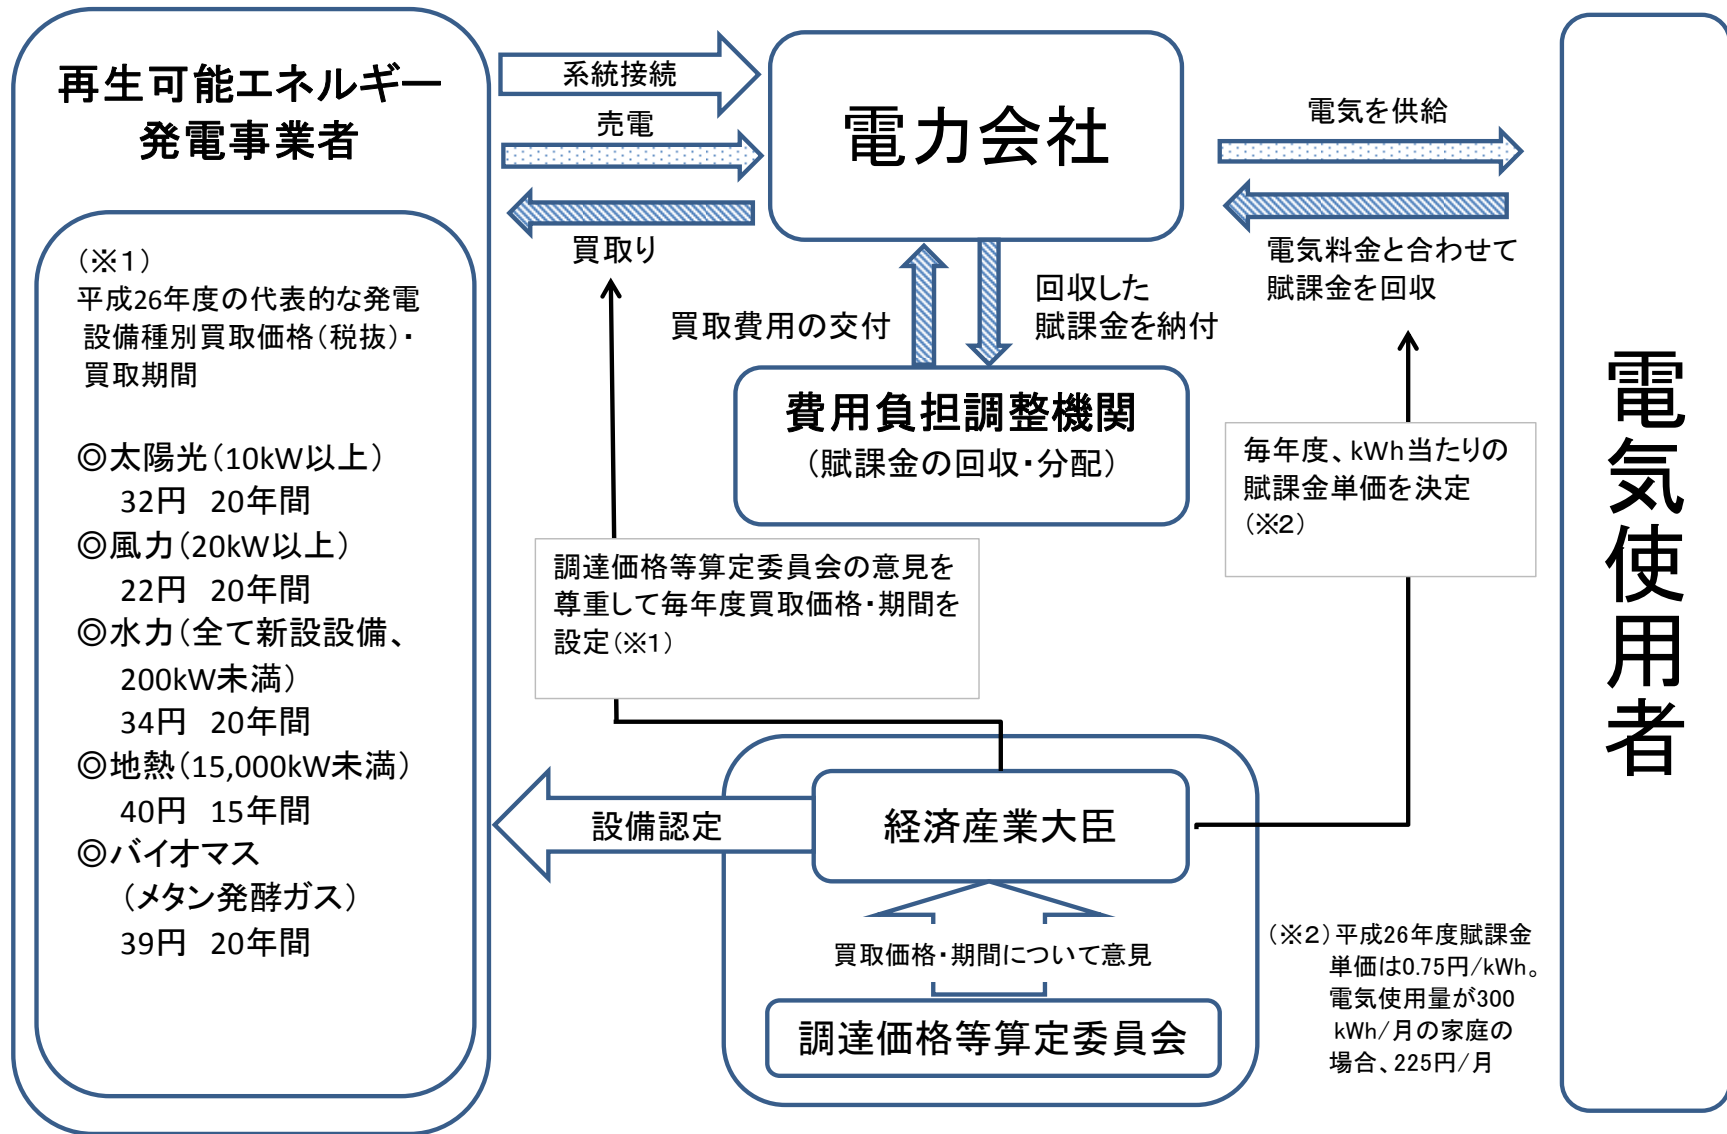 再生可能エネルギー
発電事業者
(※1)
平成26年度の代表的な発電
設備種別買取価格(税抜)・
買取期間
◎太陽光(10kW以上)
32円 20年間
◎風力(20kW以上)
22円 20年間
◎水力(全て新設設備、
200kW未満)
34円 20年間
◎地熱(15,000kW未満)
40円 15年間
◎バイオマス
(メタン発酵ガス)
39円 20年間
系統接続
売電
買取り
電力会社
電気を供給
電気料金と合わせて
賦課金を回収
買取費用の交付
回収した
賦課金を納付
費用負担調整機関
(賦課金の回収・分配)
調達価格等算定委員会の意見を
尊重して毎年度買取価格・期間を
設定(※1)
毎年度、kWh当たりの
賦課金単価を決定
(※2)
設備認定
経済産業大臣
買取価格・期間について意見
調達価格等算定委員会
(※2)平成26年度賦課金
単価は0.75円/kWh。
電気使用量が300
kWh/月の家庭の
場合、225円/月
電気使用者